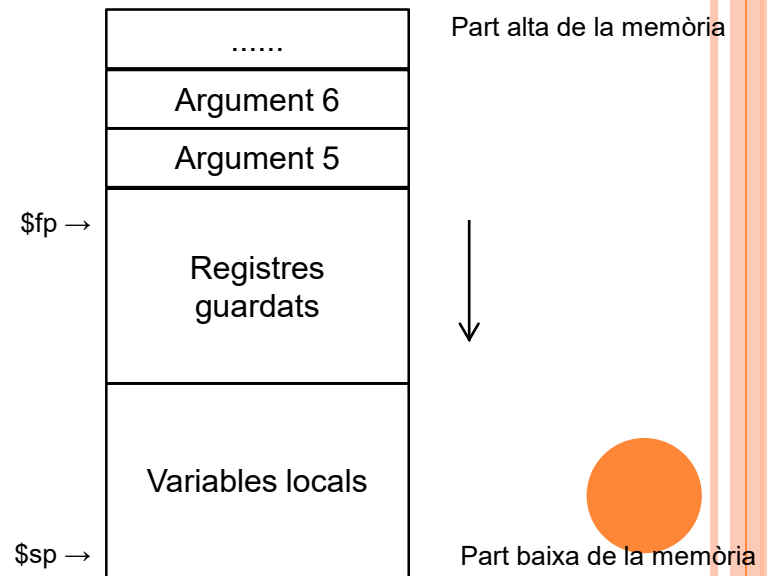 Part alta de la memòria
......
Argument 6
Argument 5
$fp →
Registres
guardats
Variables locals
$sp →
Part baixa de la memòria